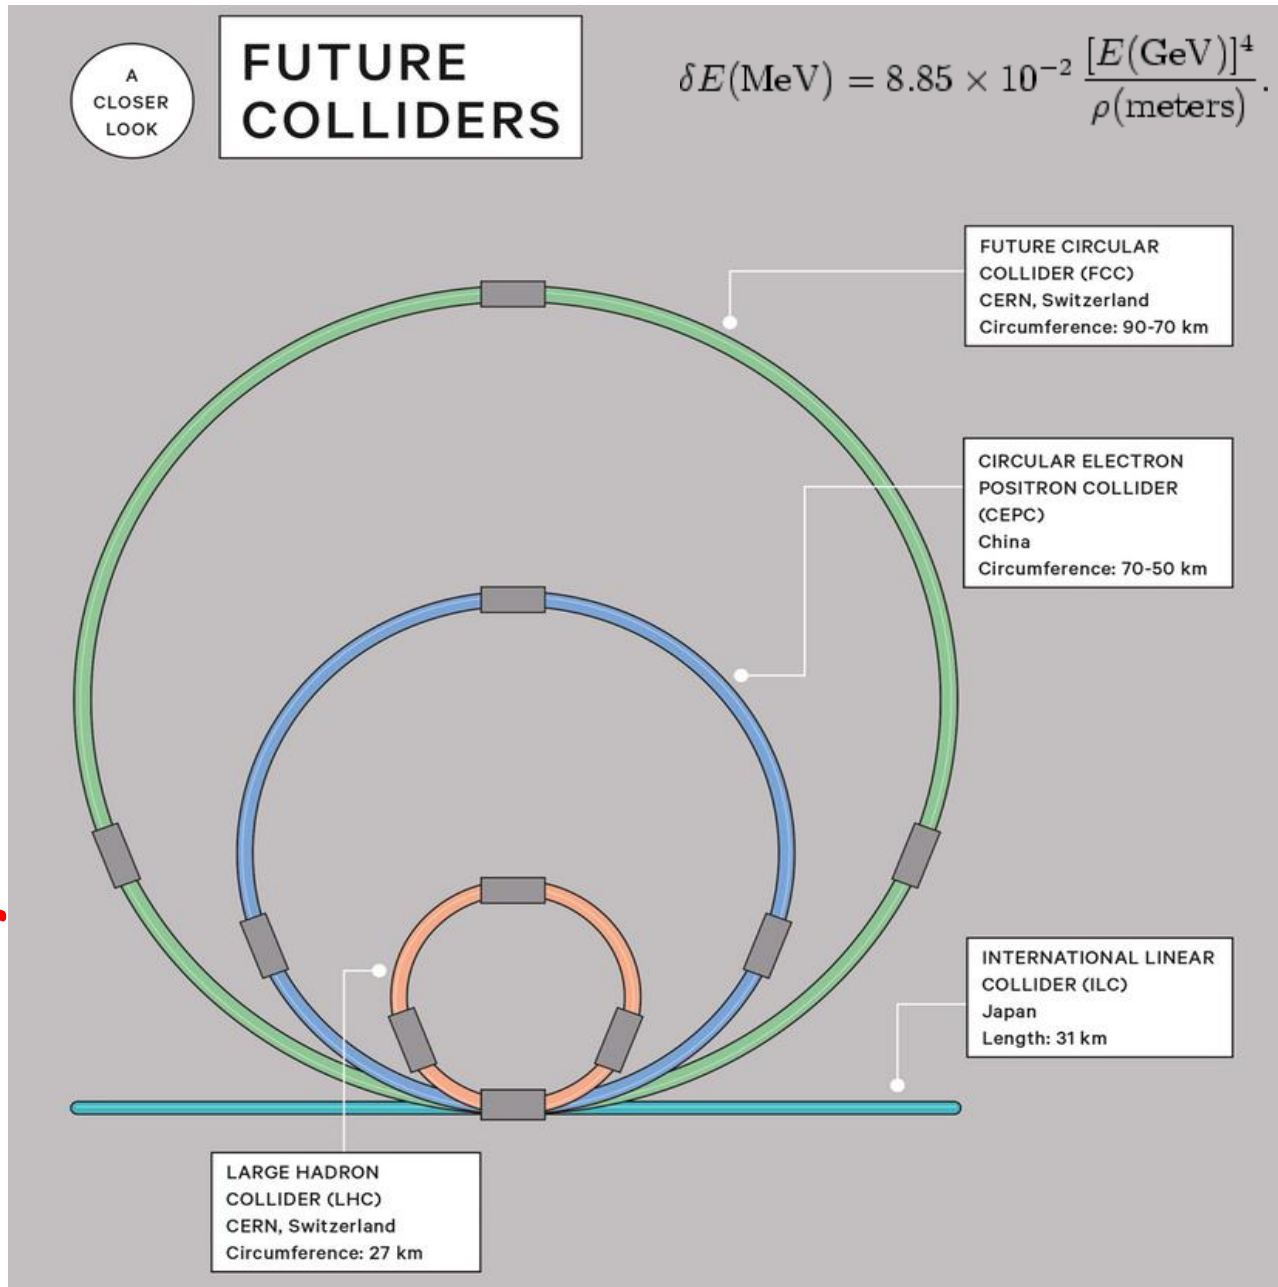 A
CLOSER
LOOK
FUTURE
COLLIDERS
δE(MeV) = 8.85 × 10⁻² [E(GeV)]⁴ / ρ(meters) .
FUTURE CIRCULAR
COLLIDER (FCC)
CERN, Switzerland
Circumference: 90-70 km
CIRCULAR ELECTRON
POSITRON COLLIDER
(CEPC)
China
Circumference: 70-50 km
INTERNATIONAL LINEAR
COLLIDER (ILC)
Japan
Length: 31 km
LARGE HADRON
COLLIDER (LHC)
CERN, Switzerland
Circumference: 27 km